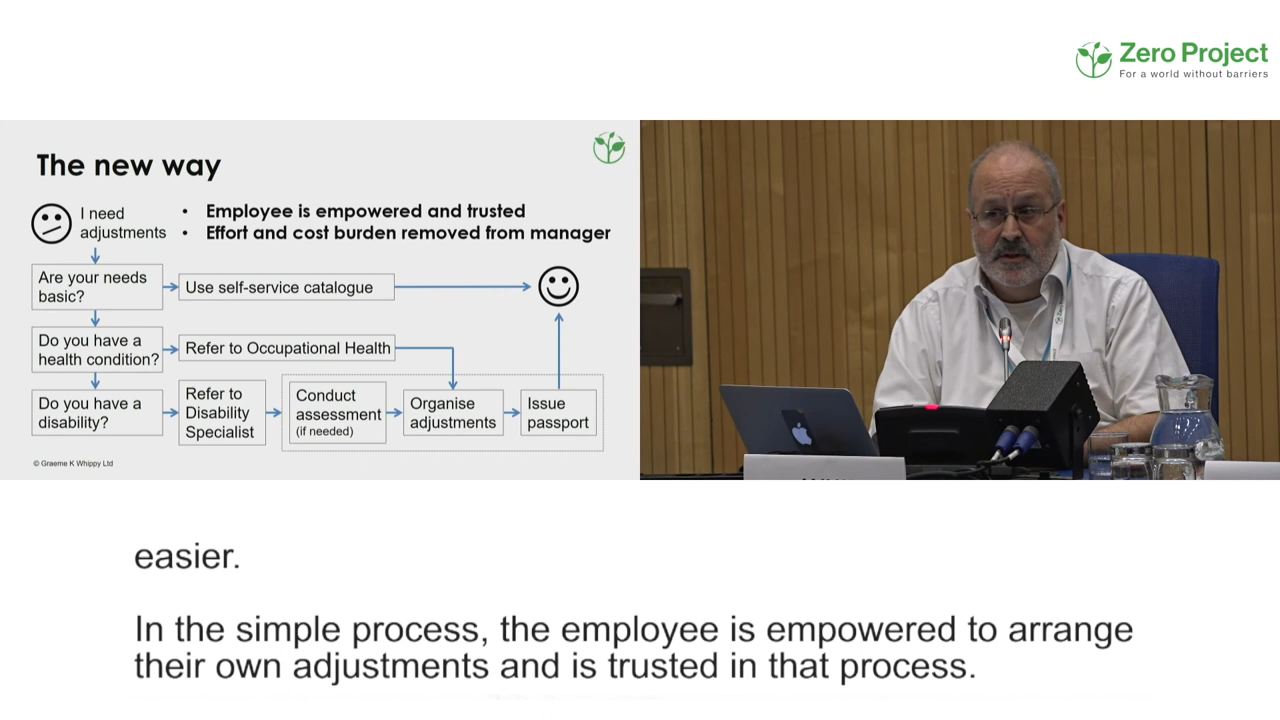 Zero Project
For a world without barriers
The new way
I need
adjustments
• Employee is empowered and trusted
• Effort and cost burden removed from manager
Are your needs
basic?
Use self-service catalogue
Do you have a
health condition?
Refer to Occupational Health
Do you have a
disability?
Refer to
Disability
Specialist
Conduct
assessment
(if needed)
Organise
adjustments
Issue
passport
© Graeme K Whippy Ltd
easier.
In the simple process, the employee is empowered to arrange
their own adjustments and is trusted in that process.